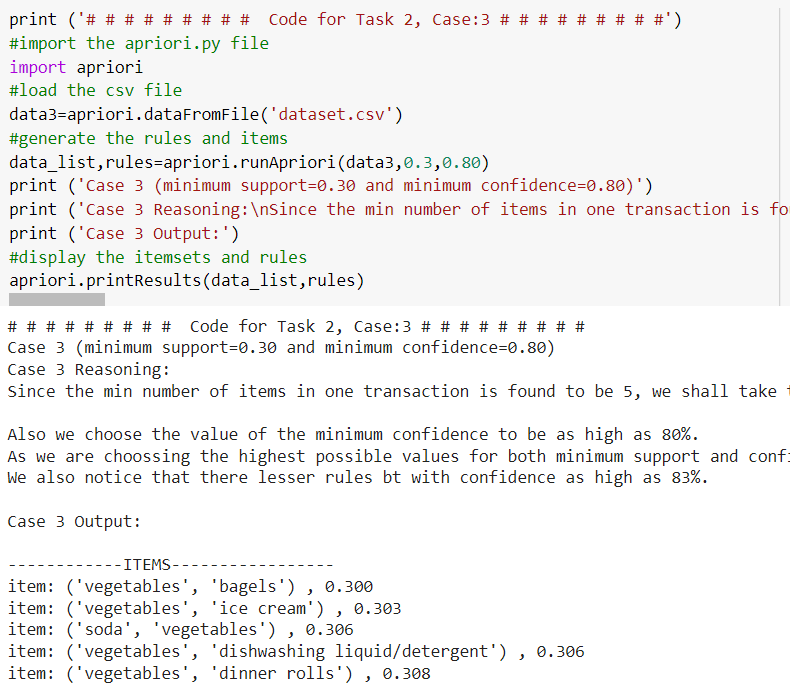 print ('# # # # # # # # #  Code for Task 2, Case:3 # # # # # # # # #')
#import the apriori.py file
import apriori
#load the csv file
data3=apriori.dataFromFile('dataset.csv')
#generate the rules and items
data_list,rules=apriori.runApriori(data3,0.3,0.80)
print ('Case 3 (minimum support=0.30 and minimum confidence=0.80)')
print ('Case 3 Reasoning:\nSince the min number of items in one transaction is fo
print ('Case 3 Output:')
#display the itemsets and rules
apriori.printResults(data_list,rules)
# # # # # # # # #  Code for Task 2, Case:3 # # # # # # # # #
Case 3 (minimum support=0.30 and minimum confidence=0.80)
Case 3 Reasoning:
Since the min number of items in one transaction is found to be 5, we shall take
Also we choose the value of the minimum confidence to be as high as 80%.
As we are choossing the highest possible values for both minimum support and conf
We also notice that there lesser rules bt with confidence as high as 83%.
Case 3 Output:
------------ITEMS-----------------
item: ('vegetables', 'bagels') , 0.300
item: ('vegetables', 'ice cream') , 0.303
item: ('soda', 'vegetables') , 0.306
item: ('vegetables', 'dishwashing liquid/detergent') , 0.306
item: ('vegetables', 'dinner rolls') , 0.308